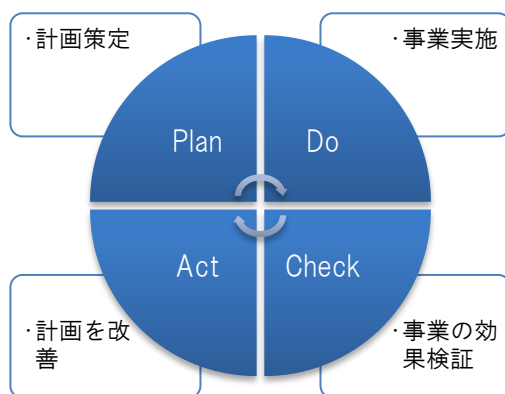 ・計画策定
・事業実施
Plan
Do
Act
Check
・計画を改
善
・事業の効
果検証